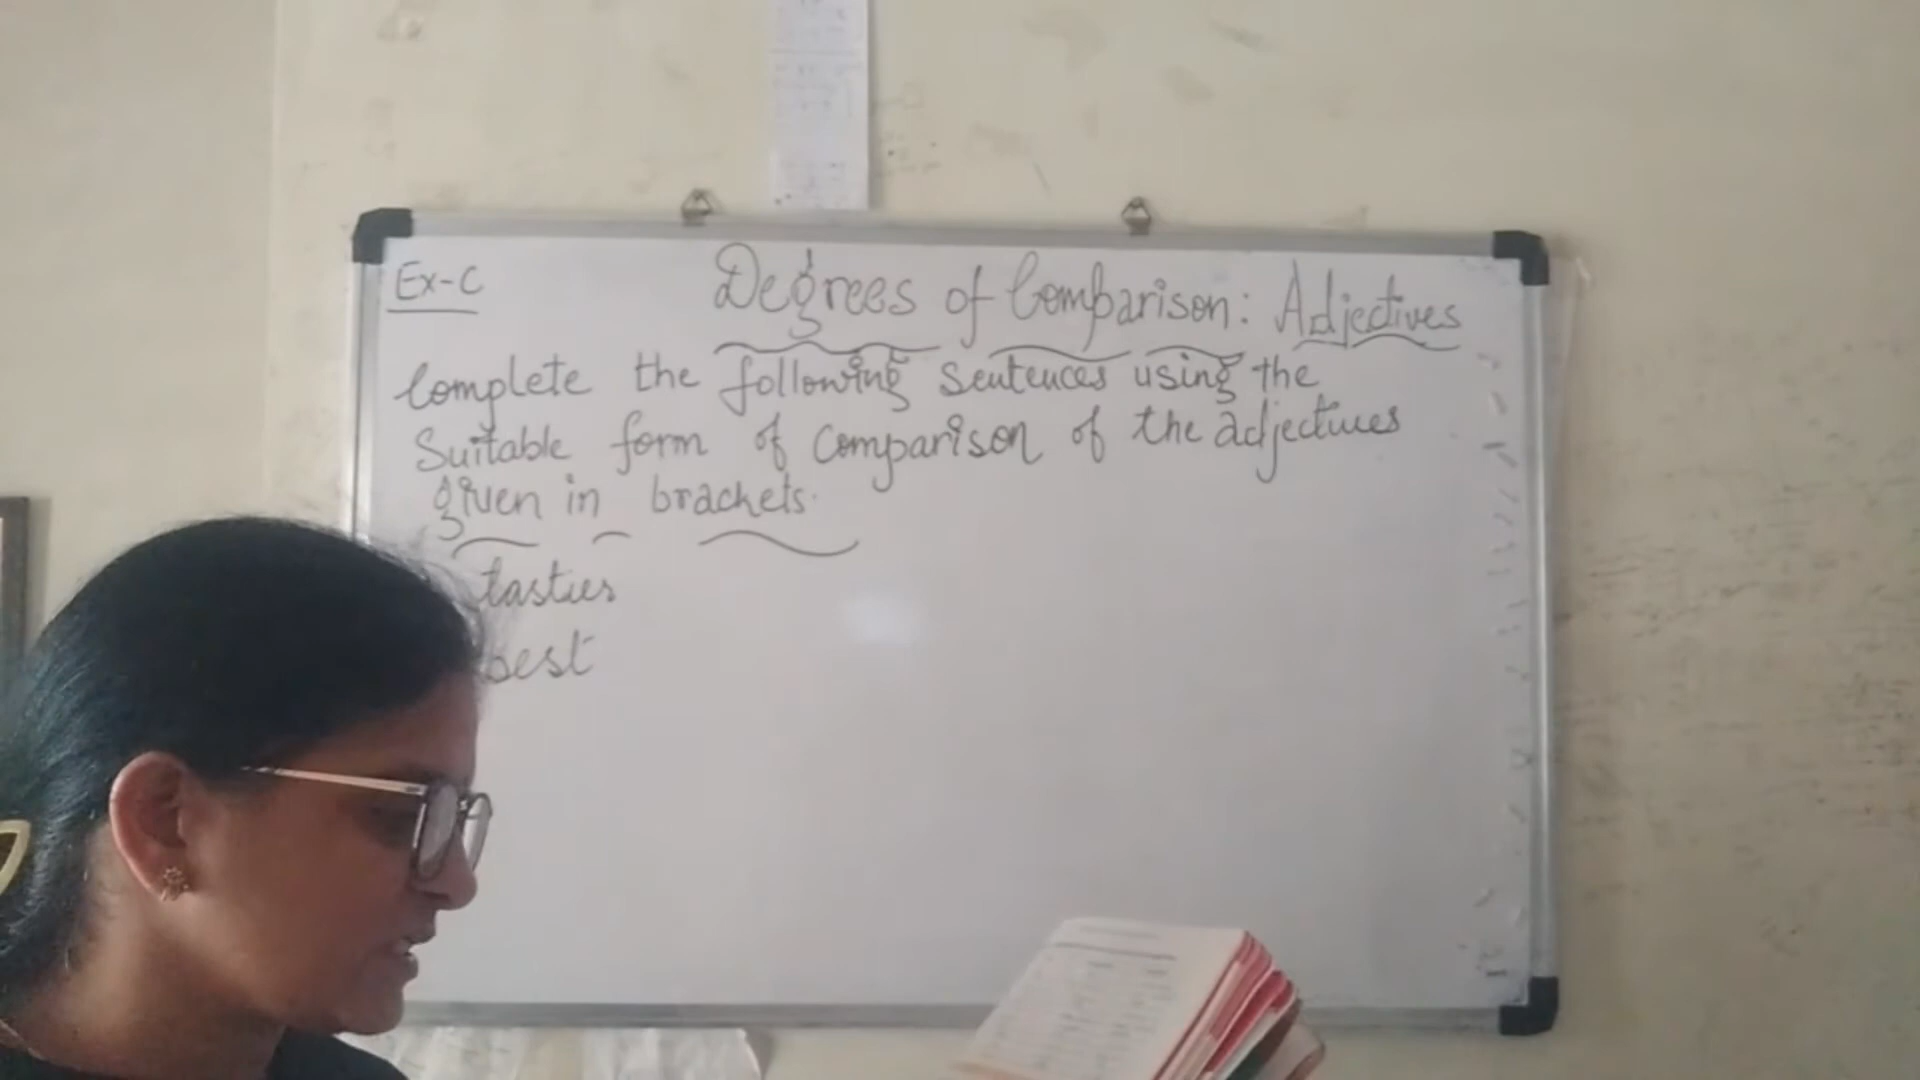 Ex-C
Degrees of Comparison: Adjectives
Complete the following sentences using the
Suitable form of comparison of the adjectives
given in brackets.
tastier
best